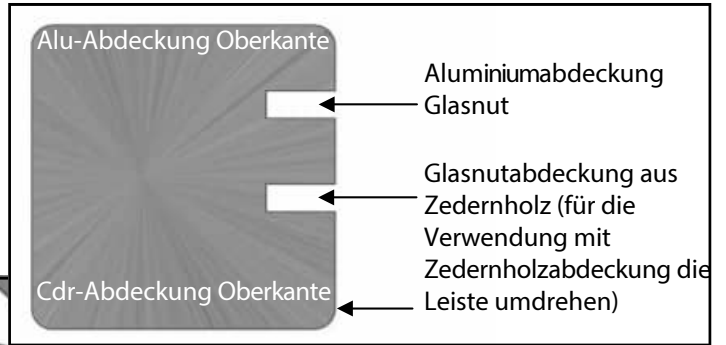 Alu-Abdeckung Oberkante
Aluminiumabdeckung
Glasnut
Glasnutabdeckung aus
Zedernholz (für die
Verwendung mit
Zedernholzabdeckung die
Leiste umdrehen)
Cdr-Abdeckung Oberkante